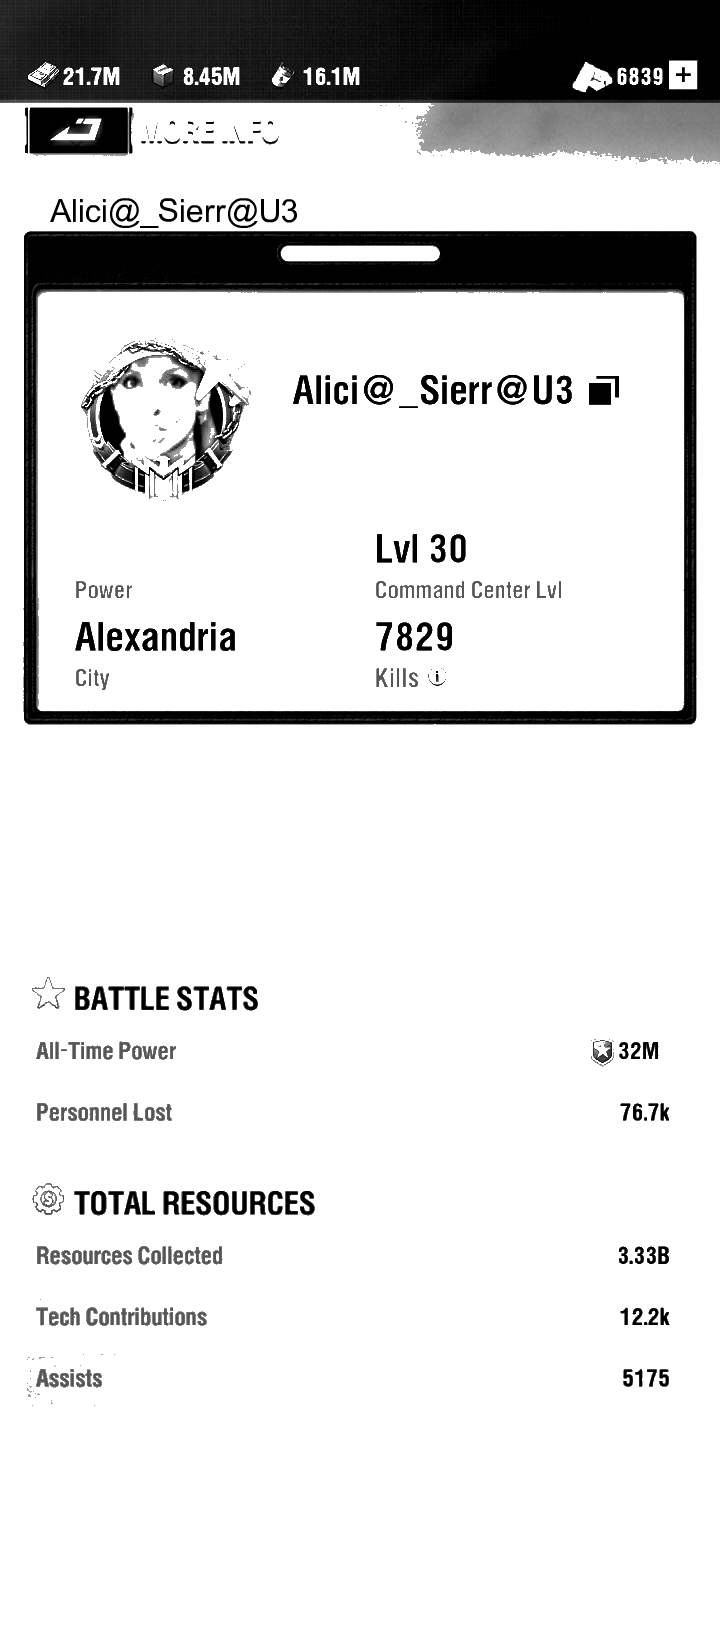 21.7M 8.45M 16.1M 6839 +
MORE INFO
Alici@_Sierr@U3
Alici@_Sierr@U3
Lvl 30
Power Command Center Lvl
Alexandria 7829
City Kills i
BATTLE STATS
All-Time Power 32M
Personnel Lost 76.7k
TOTAL RESOURCES
Resources Collected 3.33B
Tech Contributions 12.2k
Assists 5175